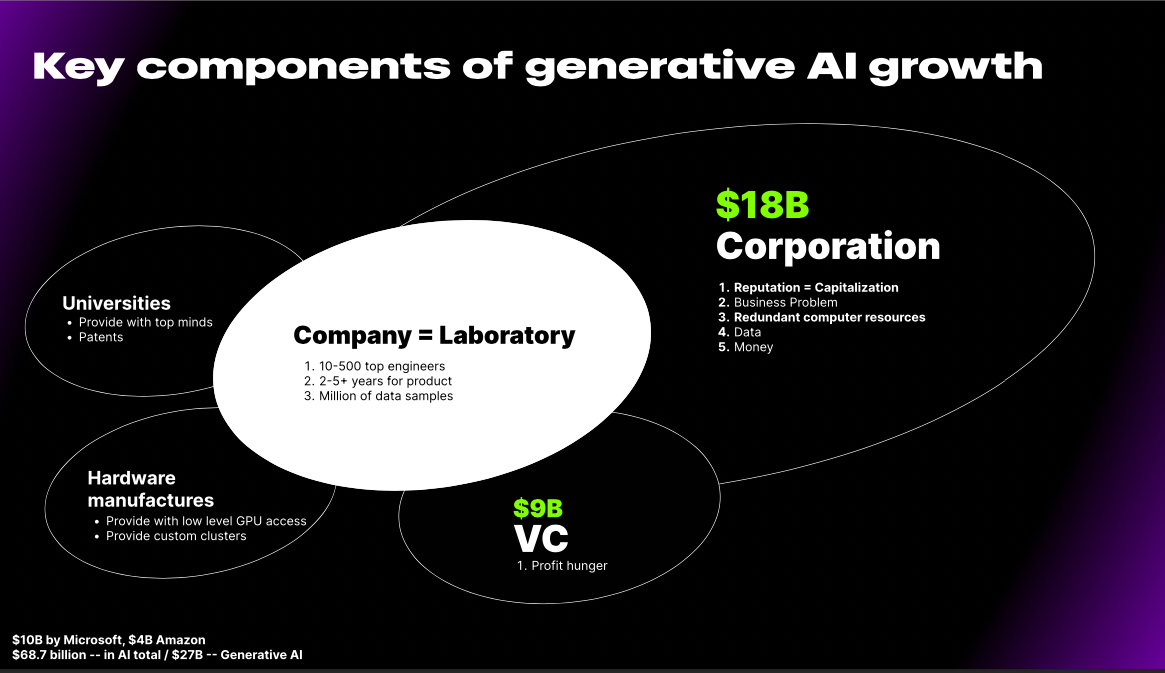 Key components of generative AI growth
$18B
Corporation
1. Reputation = Capitalization
2. Business Problem
3. Redundant computer resources
4. Data
5. Money
Universities
• Provide with top minds
• Patents
Company = Laboratory
1. 10-500 top engineers
2. 2-5+ years for product
3. Million of data samples
Hardware
manufactures
• Provide with low level GPU access
• Provide custom clusters
$9B
VC
1. Profit hunger
$10B by Microsoft, $4B Amazon
$68.7 billion -- in AI total / $27B -- Generative AI